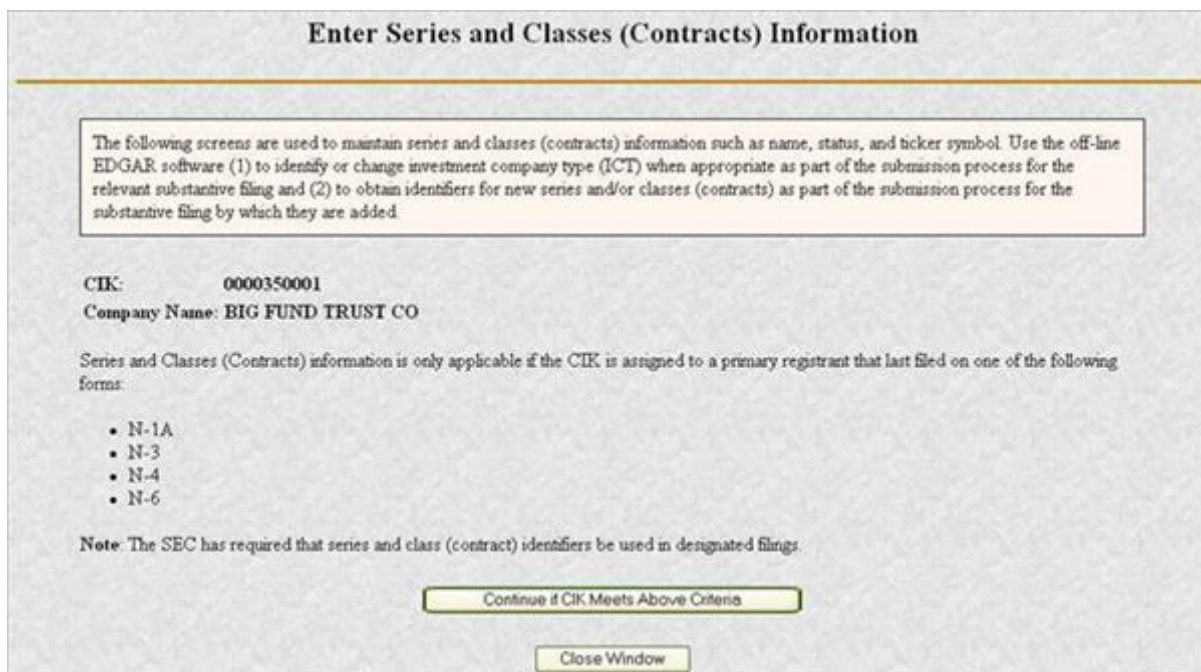 Enter Series and Classes (Contracts) Information
The following screens are used to maintain series and classes (contracts) information such as name, status, and ticker symbol. Use the off-line
EDGAR software (1) to identify or change investment company type (ICT) when appropriate as part of the submission process for the
relevant substantive filing and (2) to obtain identifiers for new series and/or classes (contracts) as part of the submission process for the
substantive filing by which they are added.
CIK: 0000350001
Company Name: BIG FUND TRUST CO
Series and Classes (Contracts) information is only applicable if the CIK is assigned to a primary registrant that last filed on one of the following
forms:
• N-1A
• N-3
• N-4
• N-6
Note: The SEC has required that series and class (contract) identifiers be used in designated filings.
Continue if CIK Meets Above Criteria
Close Window